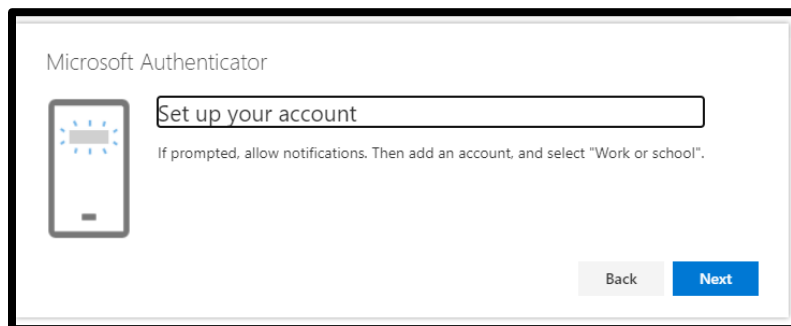 Microsoft Authenticator
Set up your account
If prompted, allow notifications. Then add an account, and select "Work or school".
Back
Next